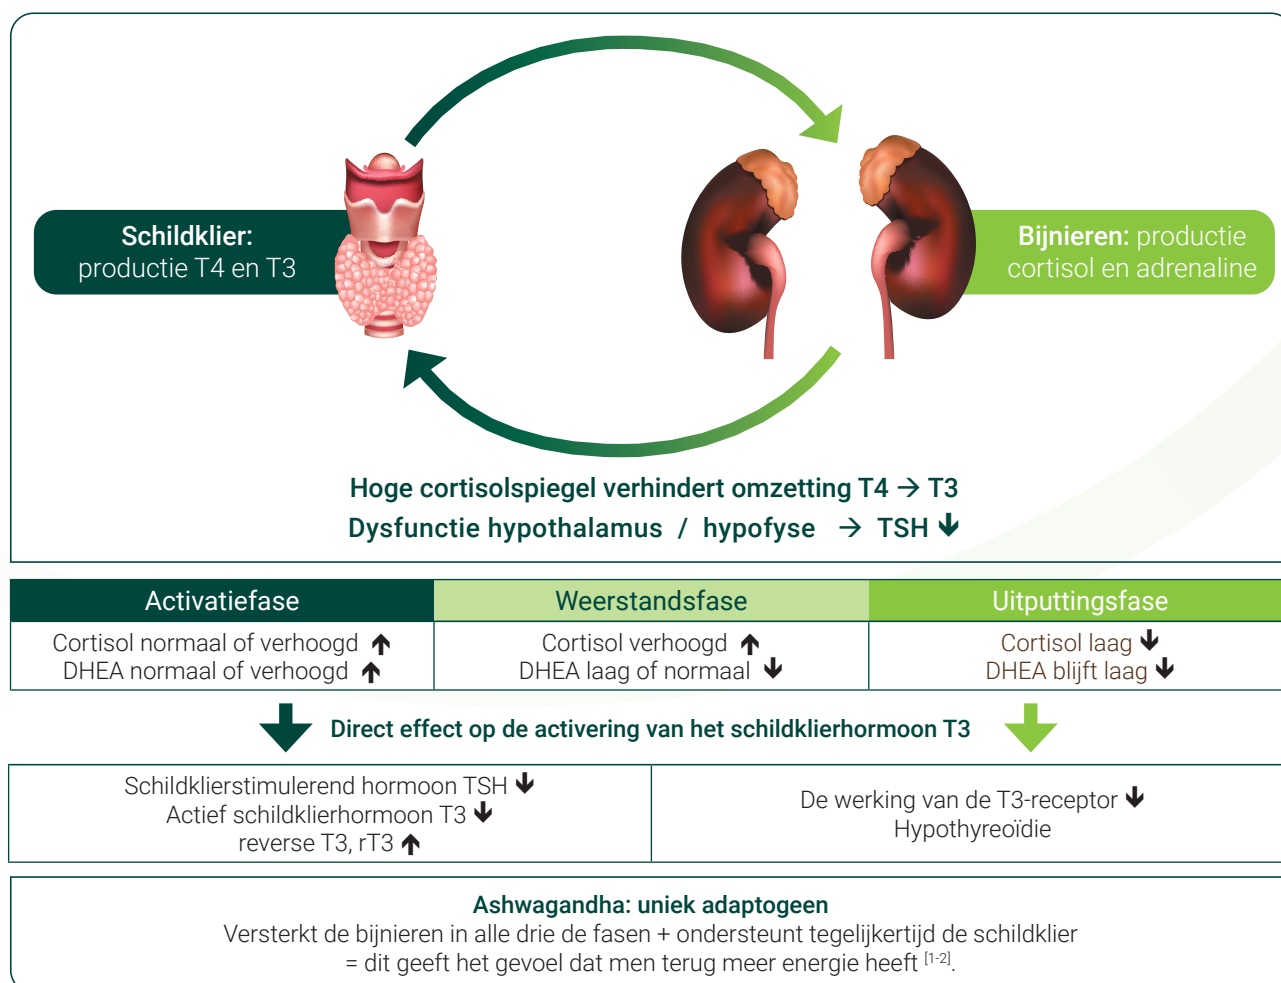 Schildklier:
productie T4 en T3
Bijnieren: productie
cortisol en adrenaline
Hoge cortisolspiegel verhindert omzetting T4 → T3
Dysfunctie hypothalamus / hypofyse → TSH 🡻
Activatiefase
Weerstandsfase
Uitputtingsfase
Cortisol normaal of verhoogd 🡹
DHEA normaal of verhoogd 🡹
Cortisol verhoogd 🡹
DHEA laag of normaal 🡻
Cortisol laag 🡻
DHEA blijft laag 🡻
Direct effect op de activering van het schildklierhormoon T3
Schildklierstimulerend hormoon TSH 🡻
Actief schildklierhormoon T3 🡻
reverse T3, rT3 🡹
De werking van de T3-receptor 🡻
Hypothyreoïdie
Ashwagandha: uniek adaptogeen
Versterkt de bijnieren in alle drie de fasen + ondersteunt tegelijkertijd de schildklier
= dit geeft het gevoel dat men terug meer energie heeft [1-2].